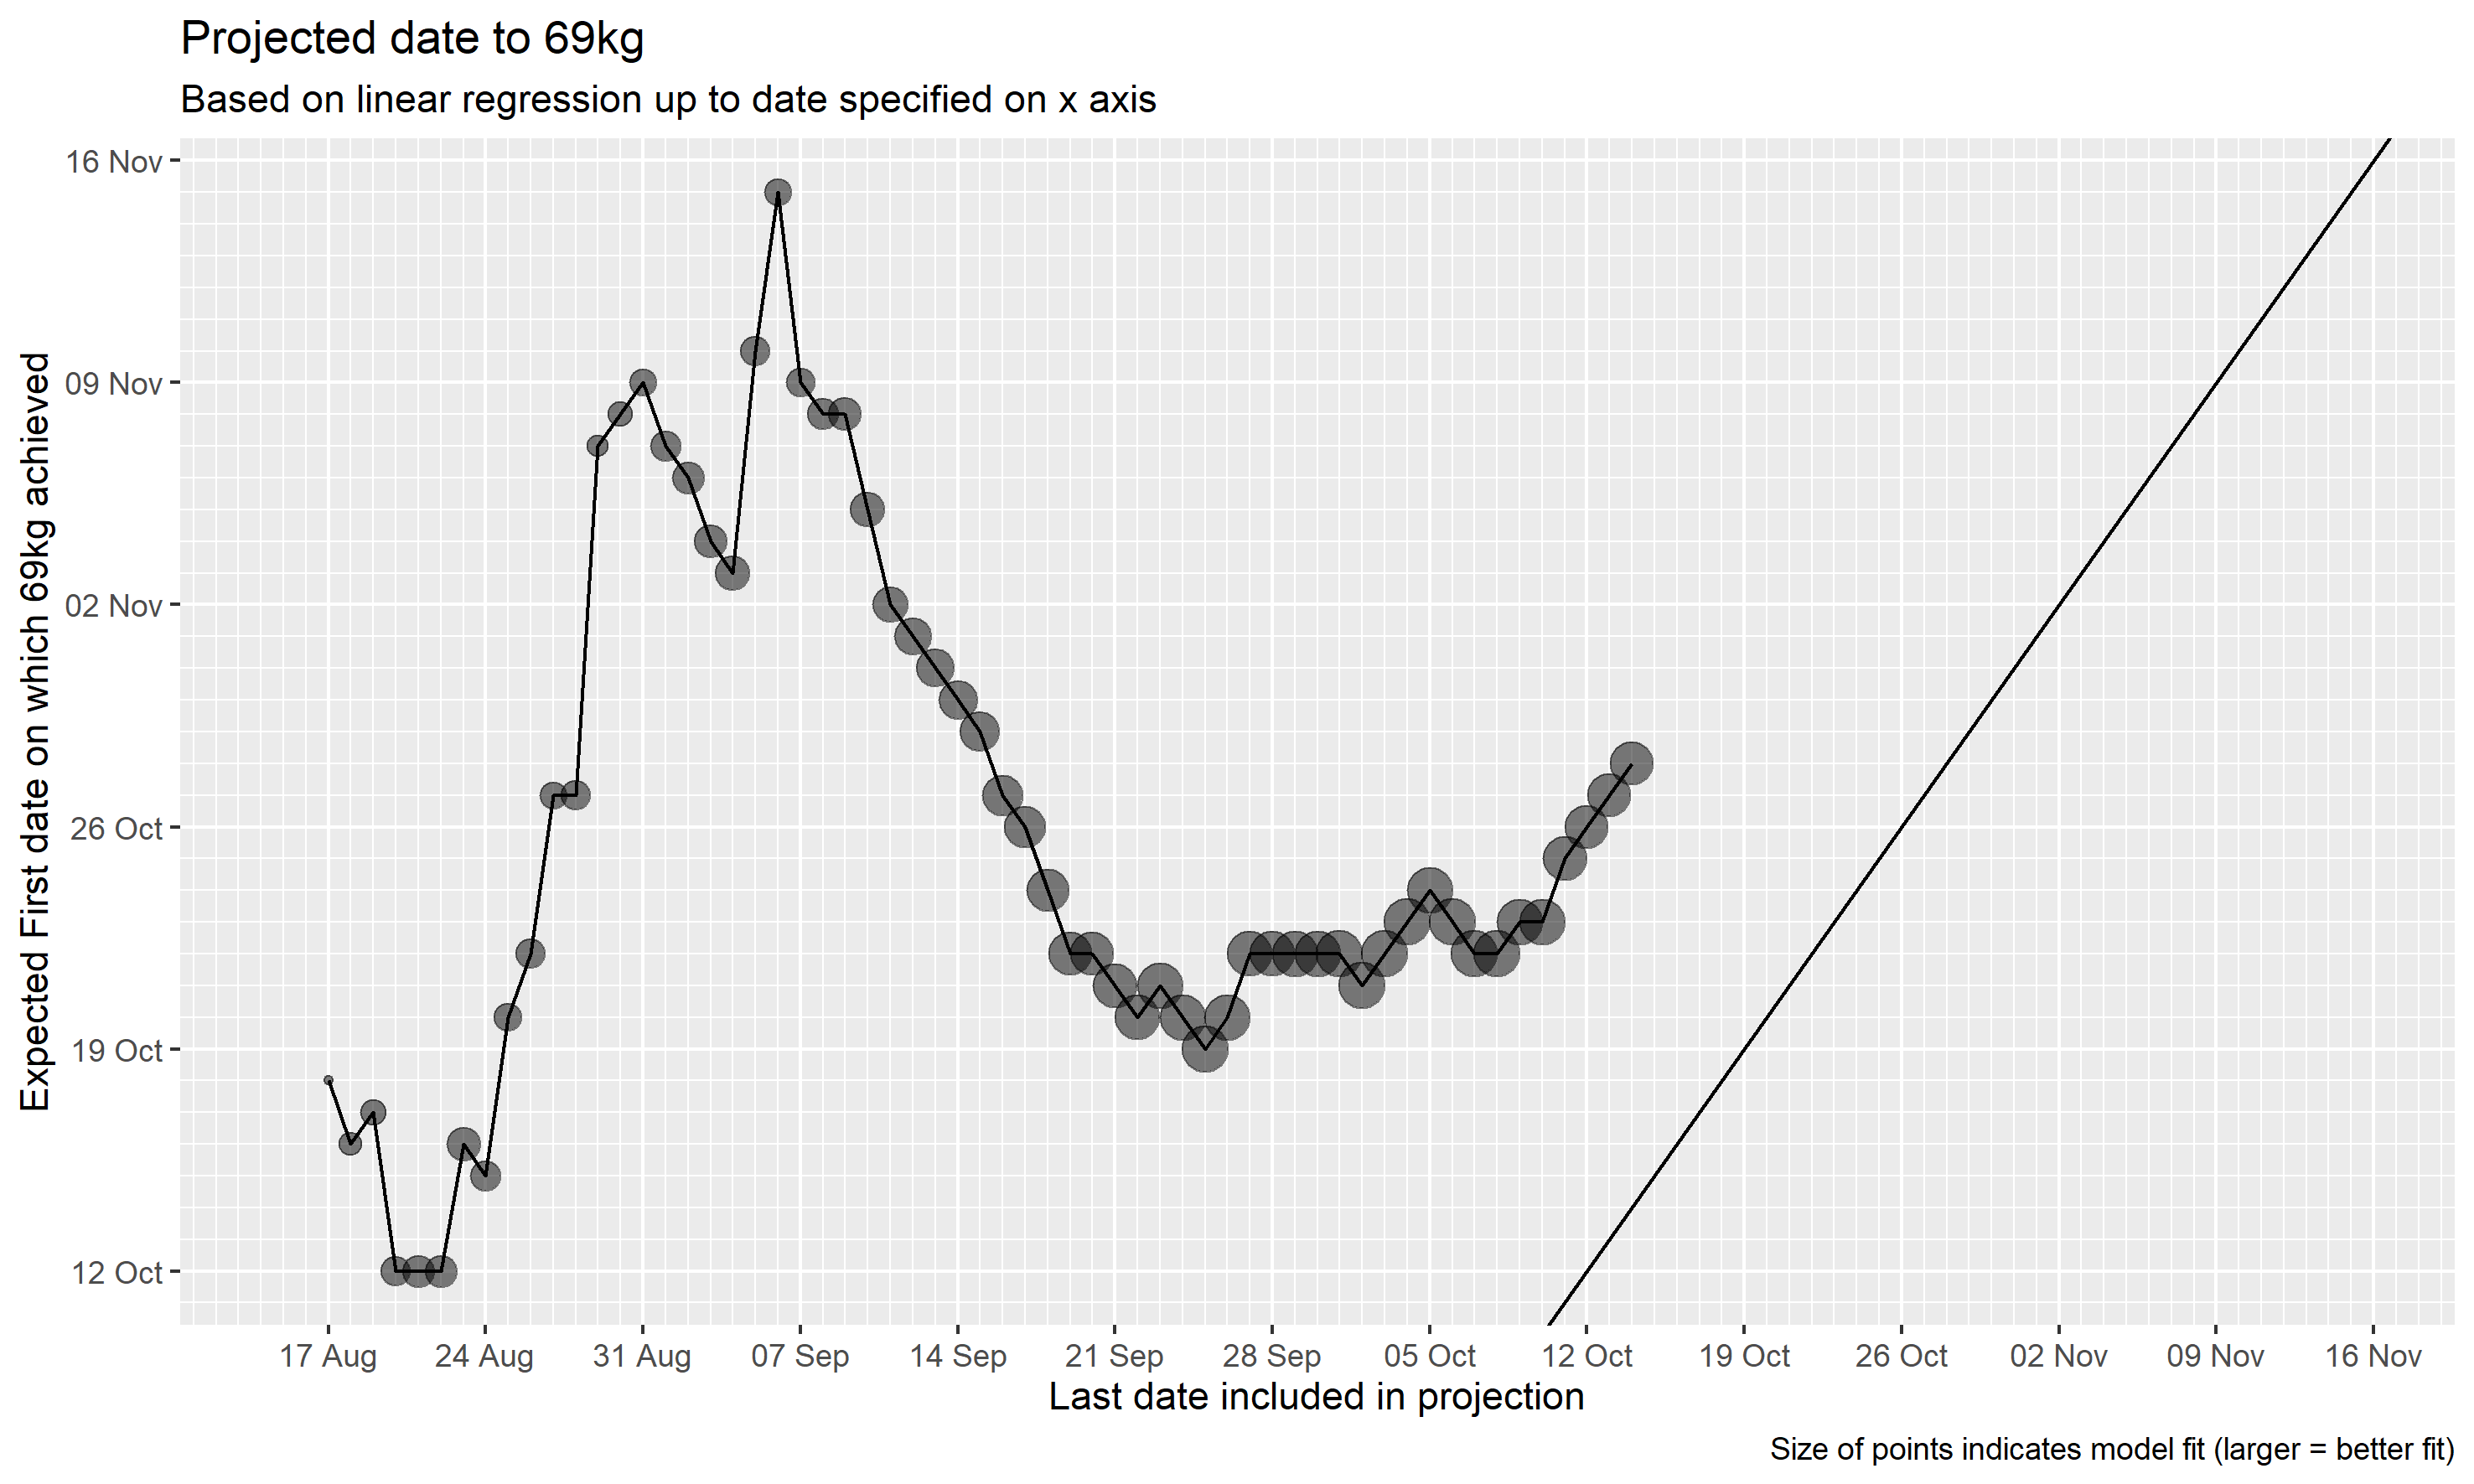 Projected date to 69kg
Based on linear regression up to date specified on x axis
Expected First date on which 69kg achieved
16 Nov
09 Nov
02 Nov
26 Oct
19 Oct
12 Oct
17 Aug
24 Aug
31 Aug
07 Sep
14 Sep
21 Sep
28 Sep
05 Oct
12 Oct
19 Oct
26 Oct
02 Nov
09 Nov
16 Nov
Last date included in projection
Size of points indicates model fit (larger = better fit)